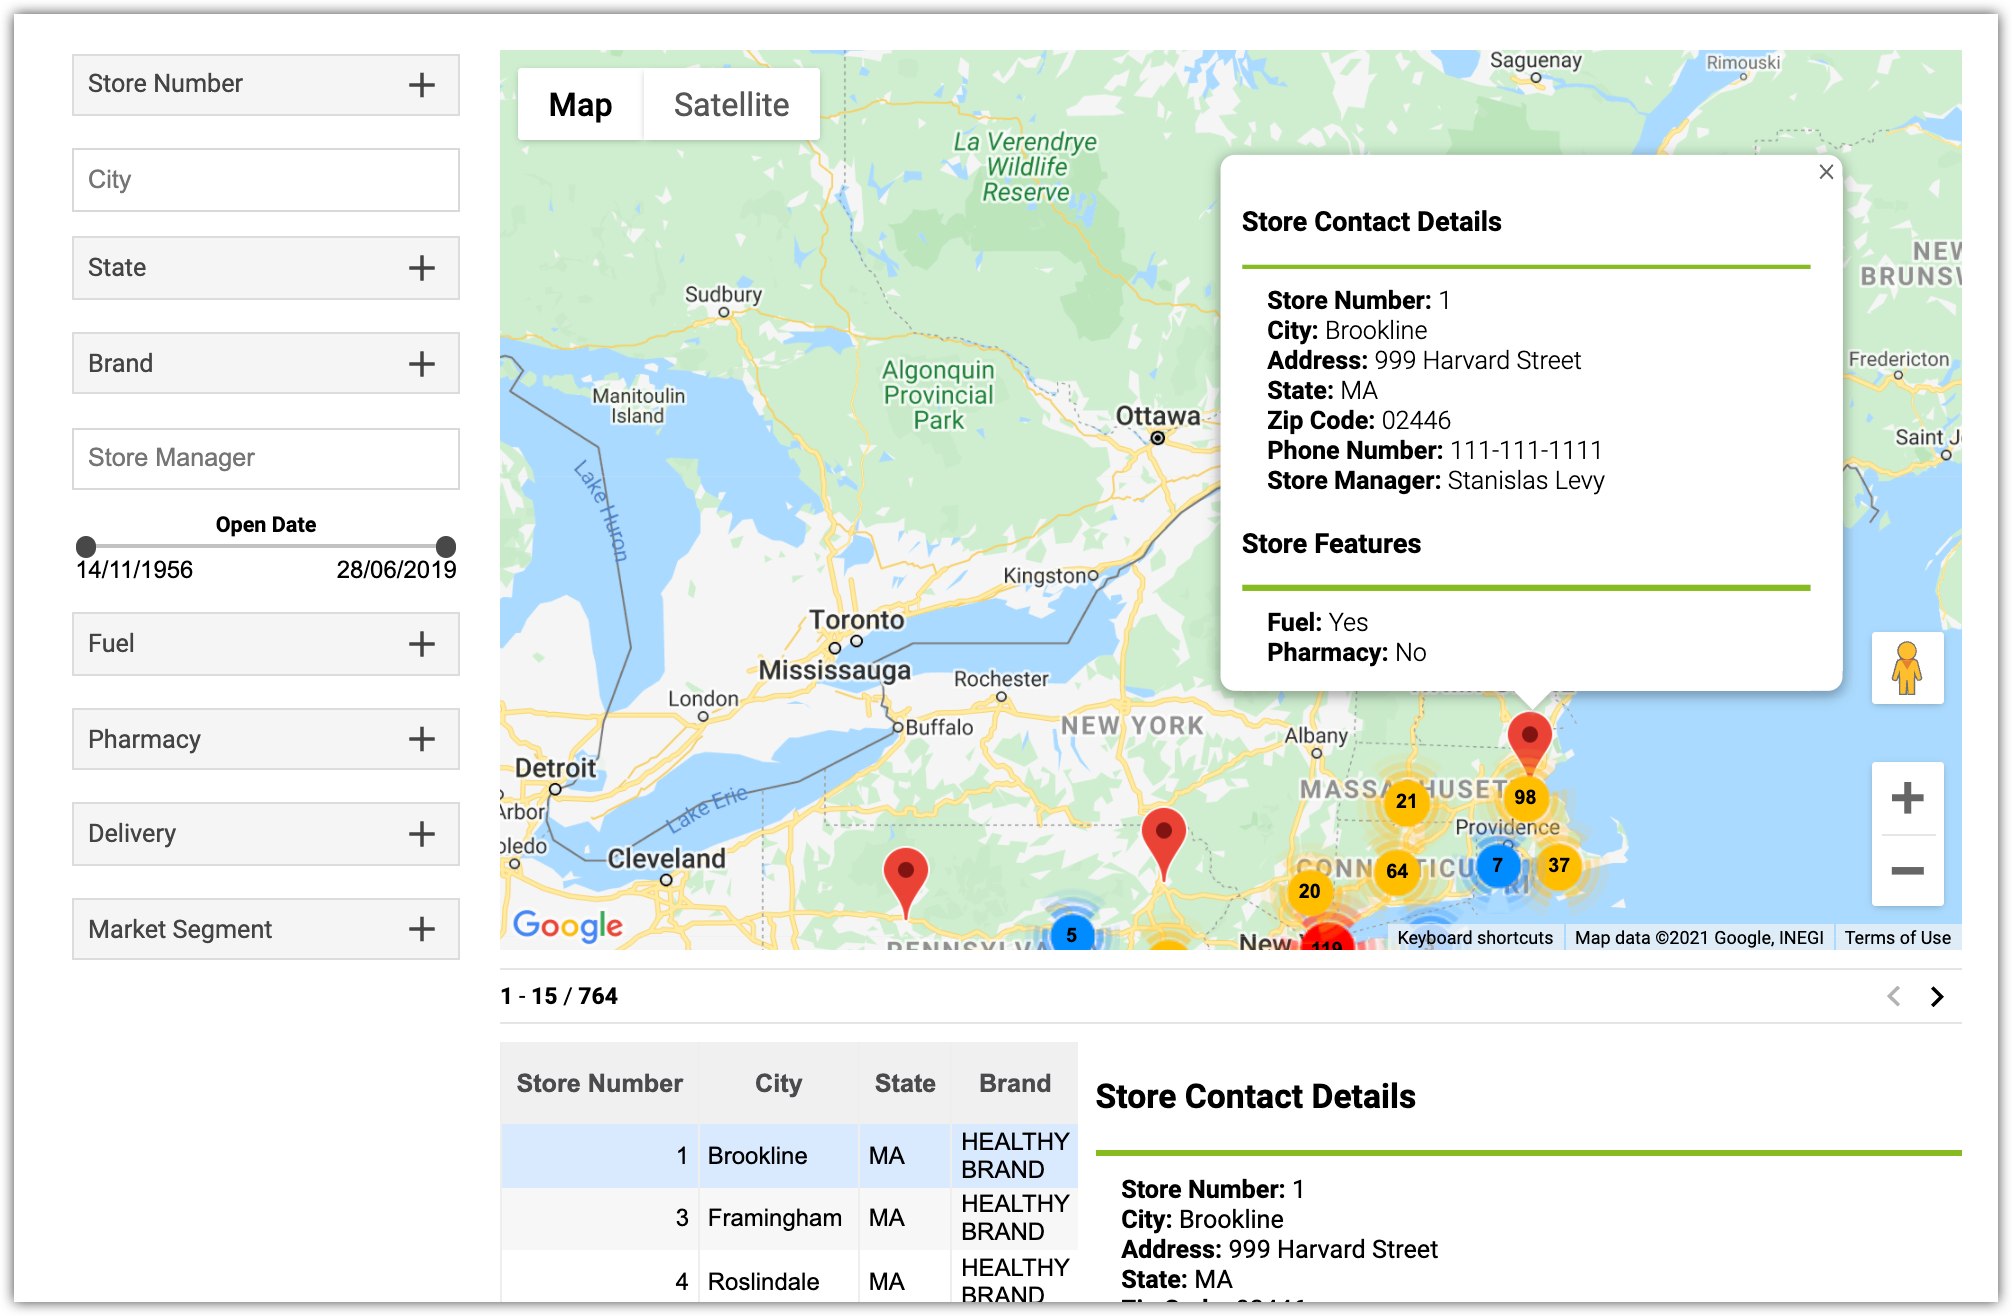 Store Number
City
State
Brand
Store Manager
Open Date
14/11/1956 28/06/2019
Fuel
Pharmacy
Delivery
Market Segment
Map Satellite
Saguenay
Rimouski
La Verendrye
Wildlife
Reserve
Sudbury
Manitoulin
Island
Algonquin
Provincial
Park
Ottawa
Lake Huron
Kingston
Toronto
Mississauga
London
Rochester
Buffalo
NEW YORK
Albany
Detroit
Arbor
Lake Erie
oledo
Cleveland
MASSACHUSET
Providence
CONNECTICU
RI
PENNSYLVA
New
NEW
BRUNSW
Fredericton
Saint J
21
98
64
7
37
20
5
119
Store Contact Details
Store Number: 1
City: Brookline
Address: 999 Harvard Street
State: MA
Zip Code: 02446
Phone Number: 111-111-1111
Store Manager: Stanislas Levy
Store Features
Fuel: Yes
Pharmacy: No
Google
Keyboard shortcuts Map data ©2021 Google, INEGI Terms of Use
1 - 15 / 764
Store Number City State Brand
1 Brookline MA HEALTHY BRAND
3 Framingham MA HEALTHY BRAND
4 Roslindale MA HEALTHY BRAND
Store Contact Details
Store Number: 1
City: Brookline
Address: 999 Harvard Street
State: MA